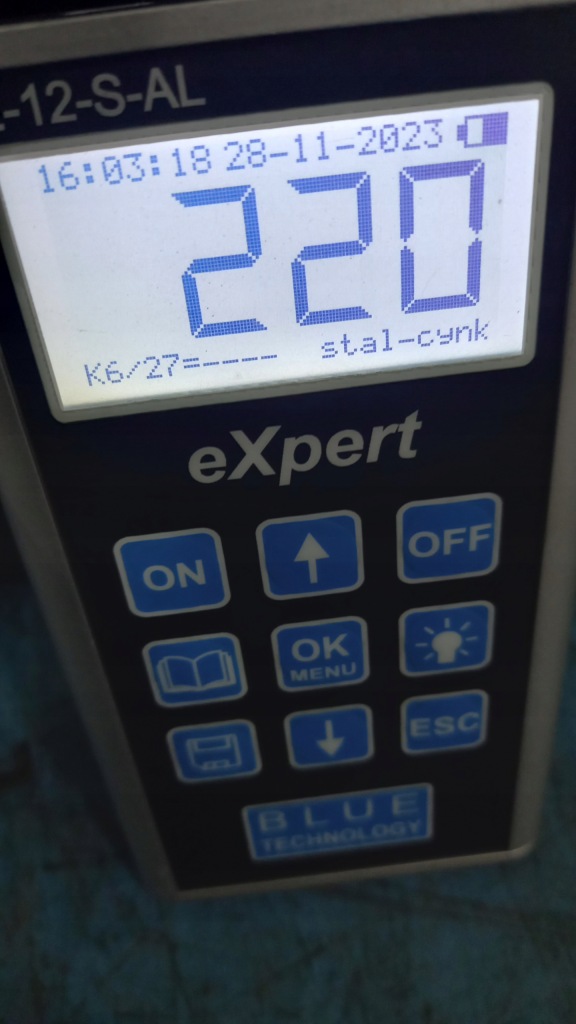 -12-S-AL
16:03:18 28-11-2023
220
K6/27=----- stal-cynk
eXpert
ON
OFF
OK
MENU
ESC
BLUE
TECHNOLOGY